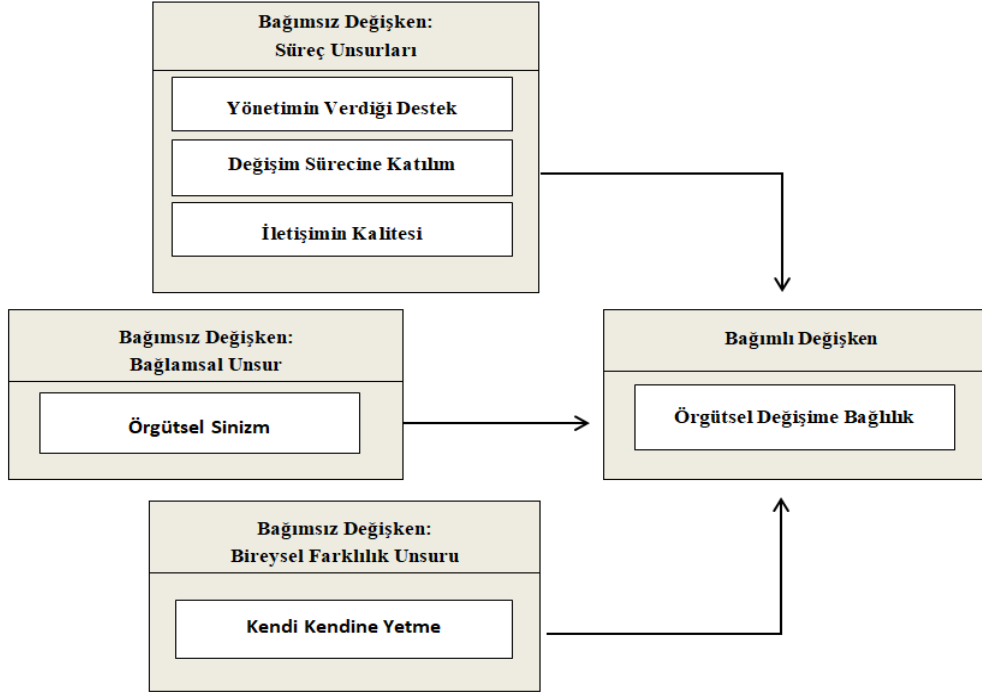 Bağımsız Değişken:
Süreç Unsurları
Yönetimin Verdiği Destek
Değişim Sürecine Katılım
İletişimin Kalitesi
Bağımsız Değişken:
Bağlamsal Unsur
Örgütsel Sinizm
Bağımlı Değişken
Örgütsel Değişime Bağlılık
Bağımsız Değişken:
Bireysel Farklılık Unsuru
Kendi Kendine Yetme